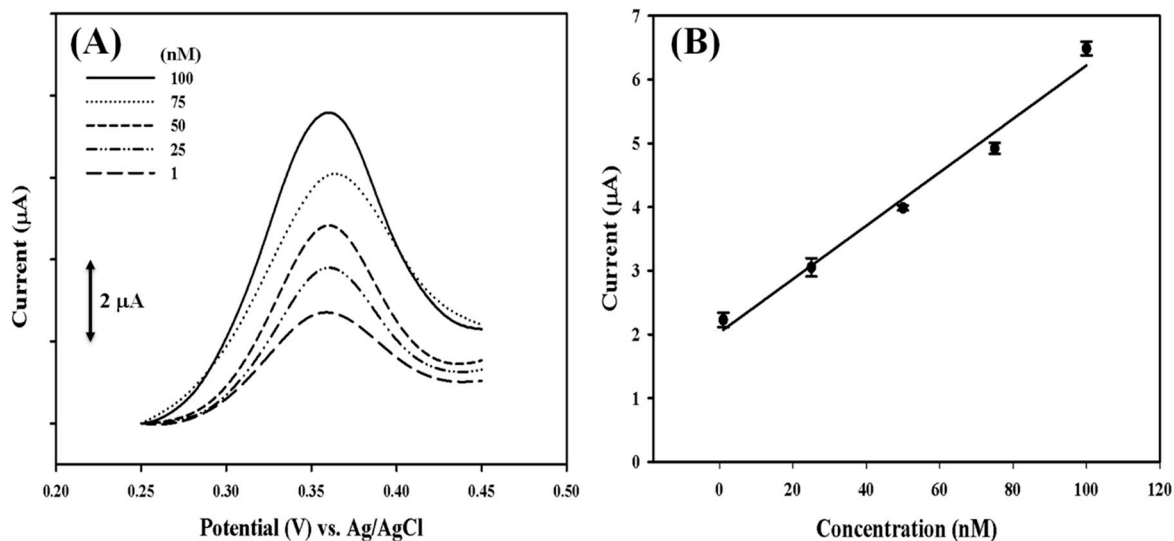 (A)
(nM)
100
75
50
25
1
Current (µA)
2 µA
0.20 0.25 0.30 0.35 0.40 0.45 0.50
Potential (V) vs. Ag/AgCl
(B)
Current (µA)
7
6
5
4
3
2
1
0
0 20 40 60 80 100 120
Concentration (nM)